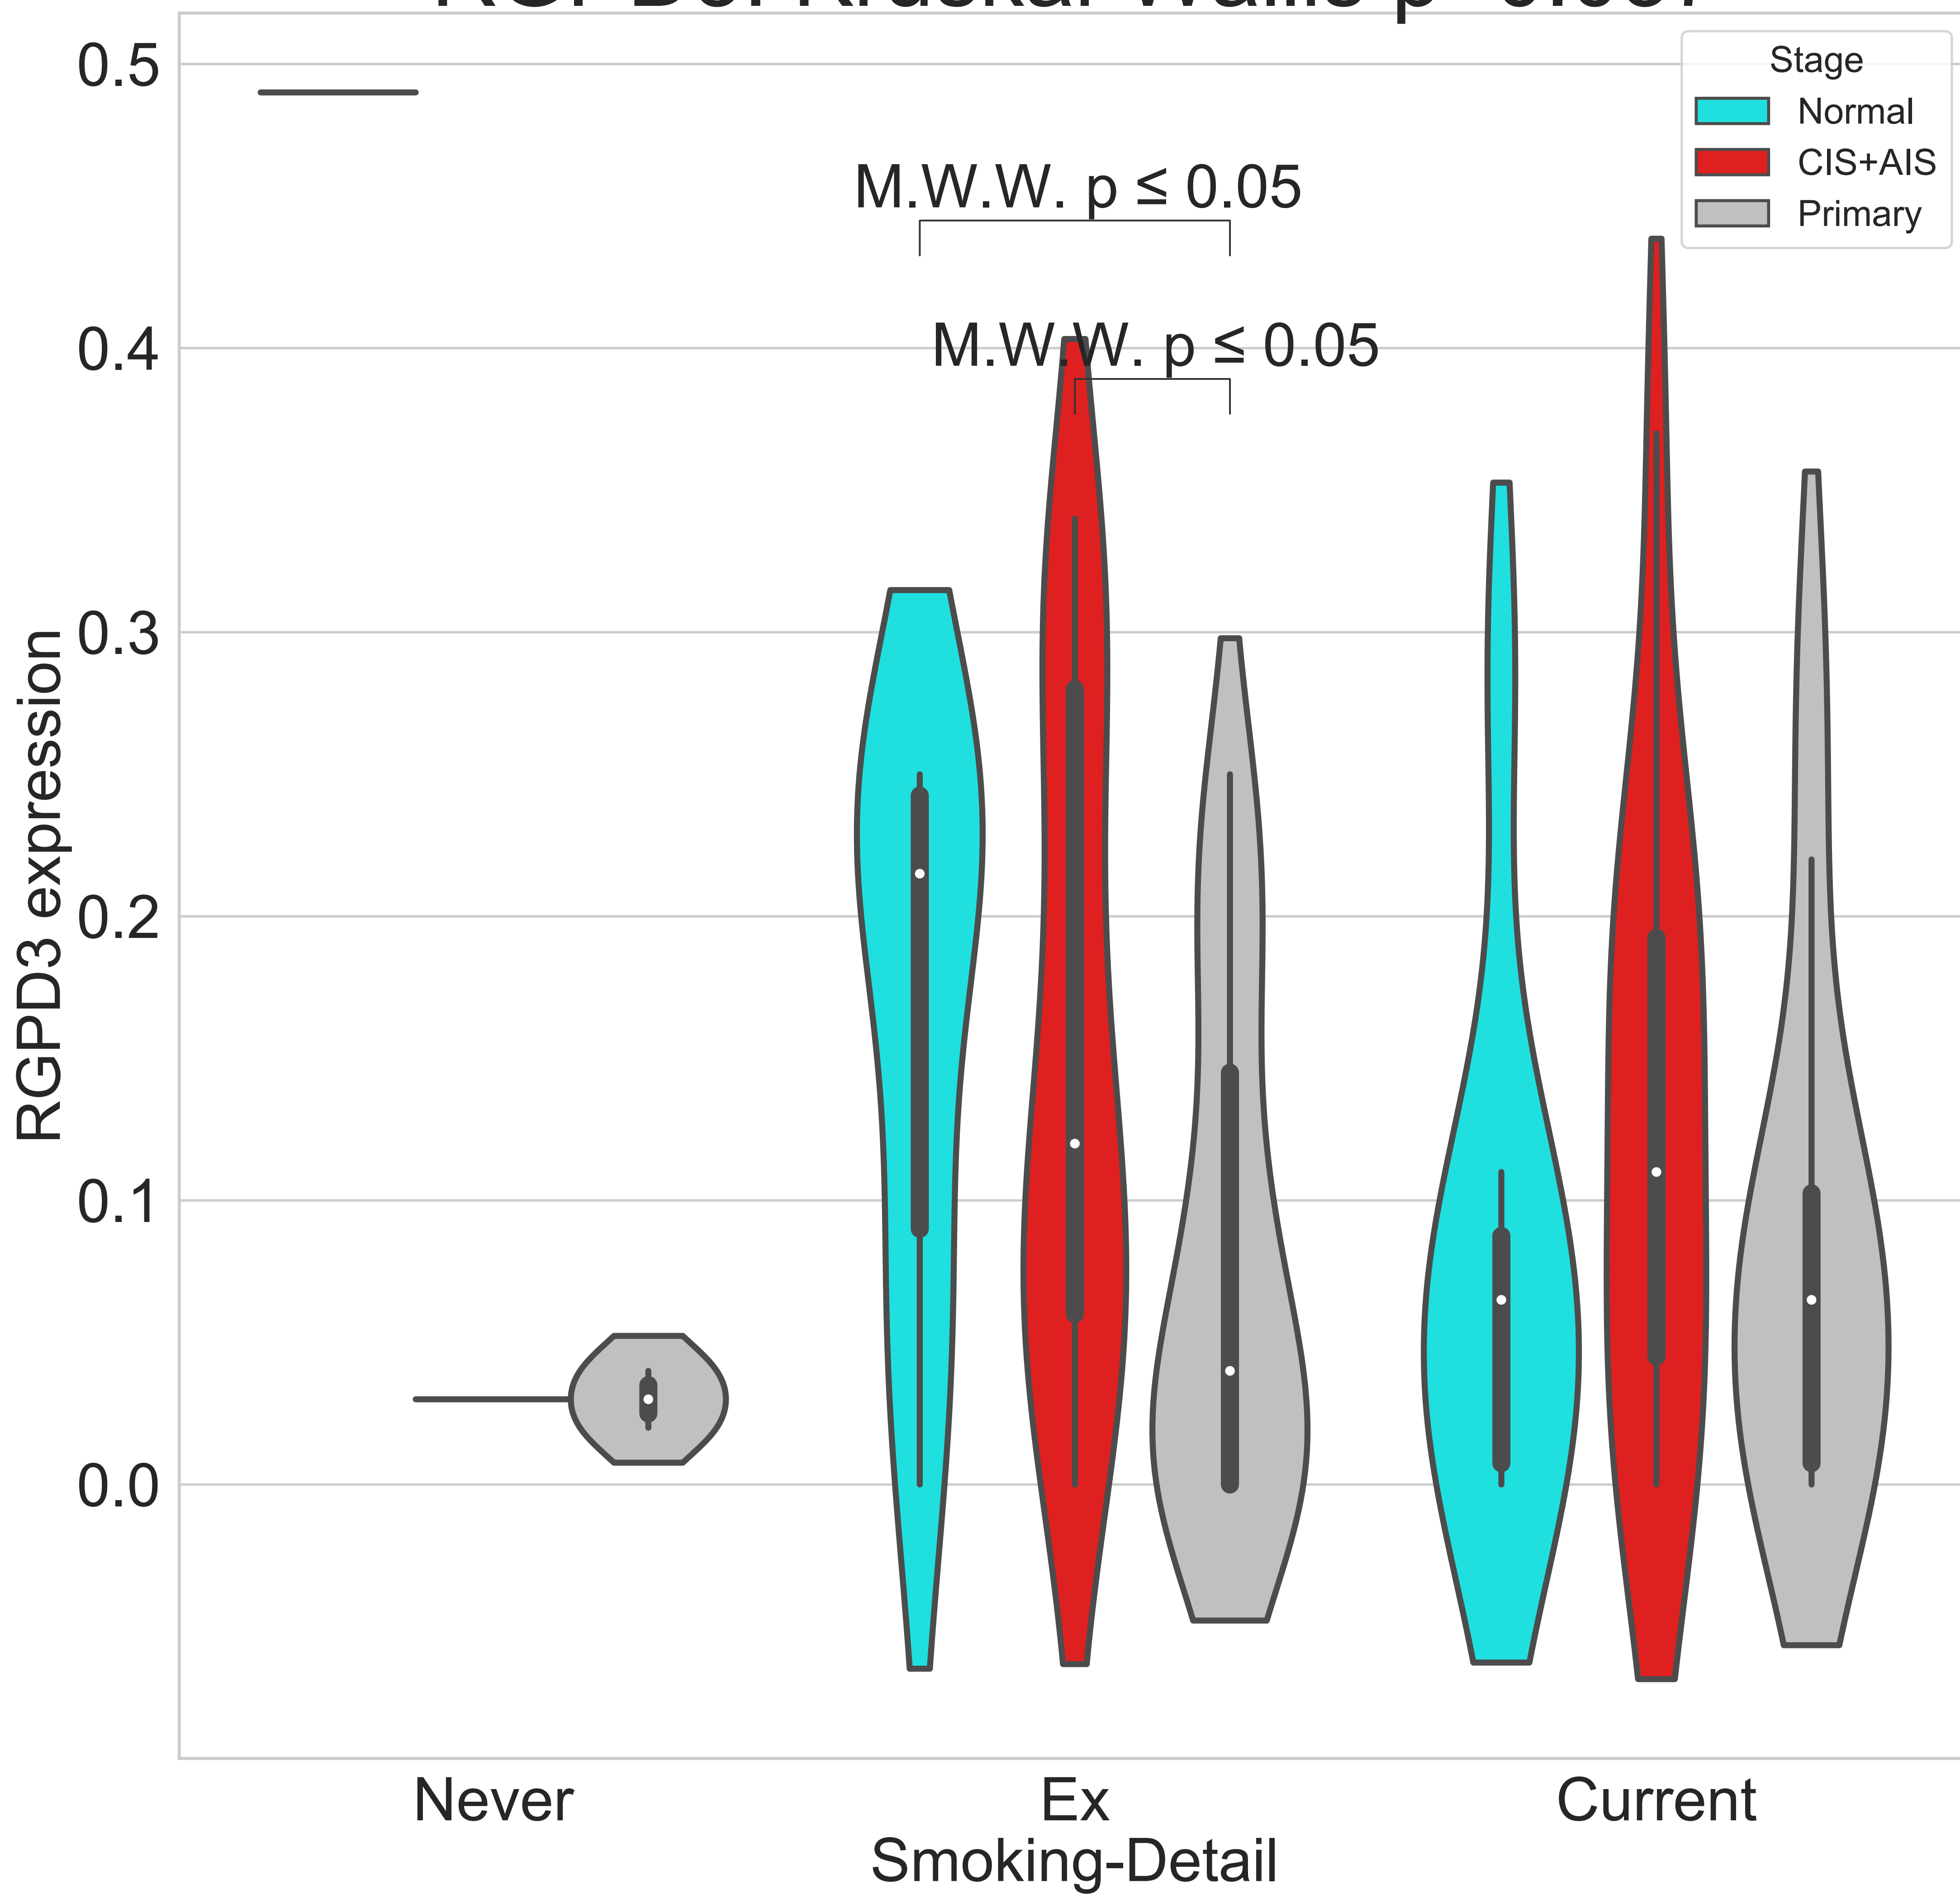 0.5
0.4
0.3
0.2
0.1
0.0
RGPD3 expression
M.W.W. p ≤ 0.05
M.W.W. p ≤ 0.05
Stage
Normal
CIS+AIS
Primary
Never
Ex
Current
Smoking-Detail